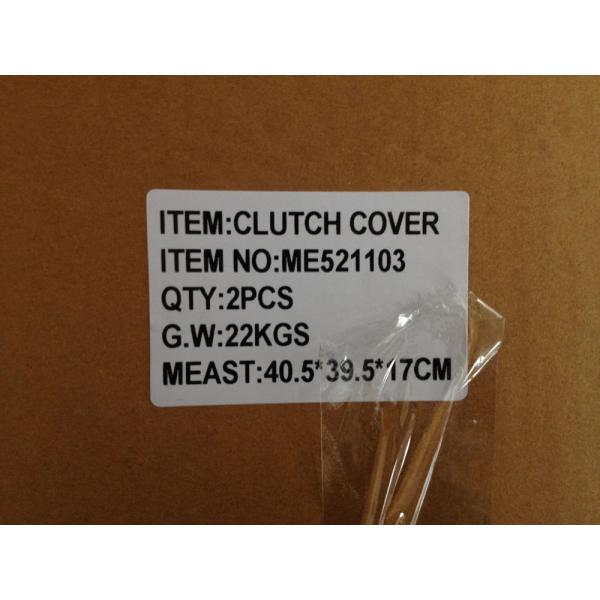 ITEM:CLUTCH COVER
ITEM NO:ME521103
QTY:2PCS
G.W:22KGS
MEAST:40.5*39.5*17CM